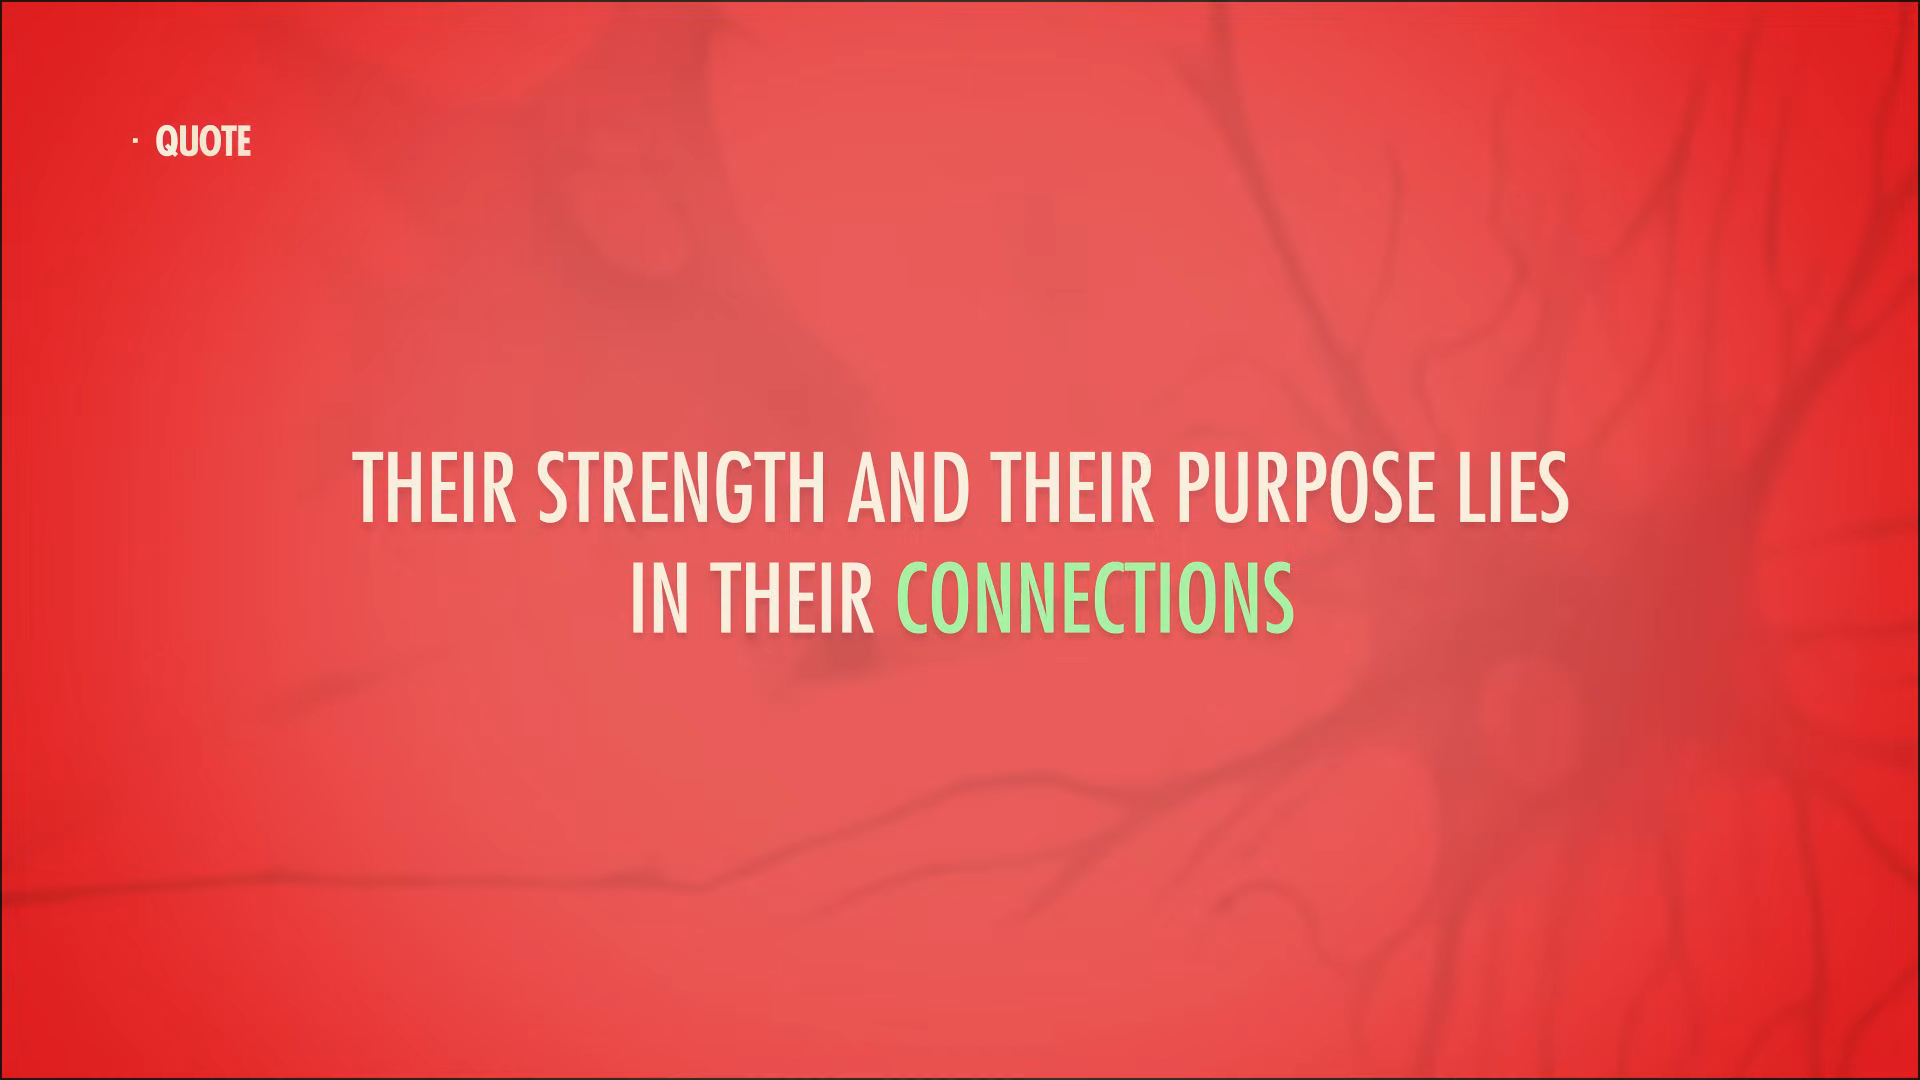 · QUOTE
THEIR STRENGTH AND THEIR PURPOSE LIES
IN THEIR CONNECTIONS